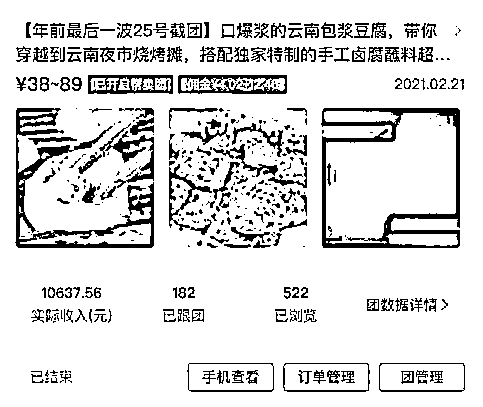 【年前最后一波25号截团】口爆浆的云南包浆豆腐，带你
穿越到云南夜市烧烤摊，搭配独家特制的手工卤腐蘸料超...
¥38~89
2021.02.21
10637.56 182 522
实际收入(元) 已跟团 已浏览 团数据详情
已结束 手机查看 订单管理 团管理